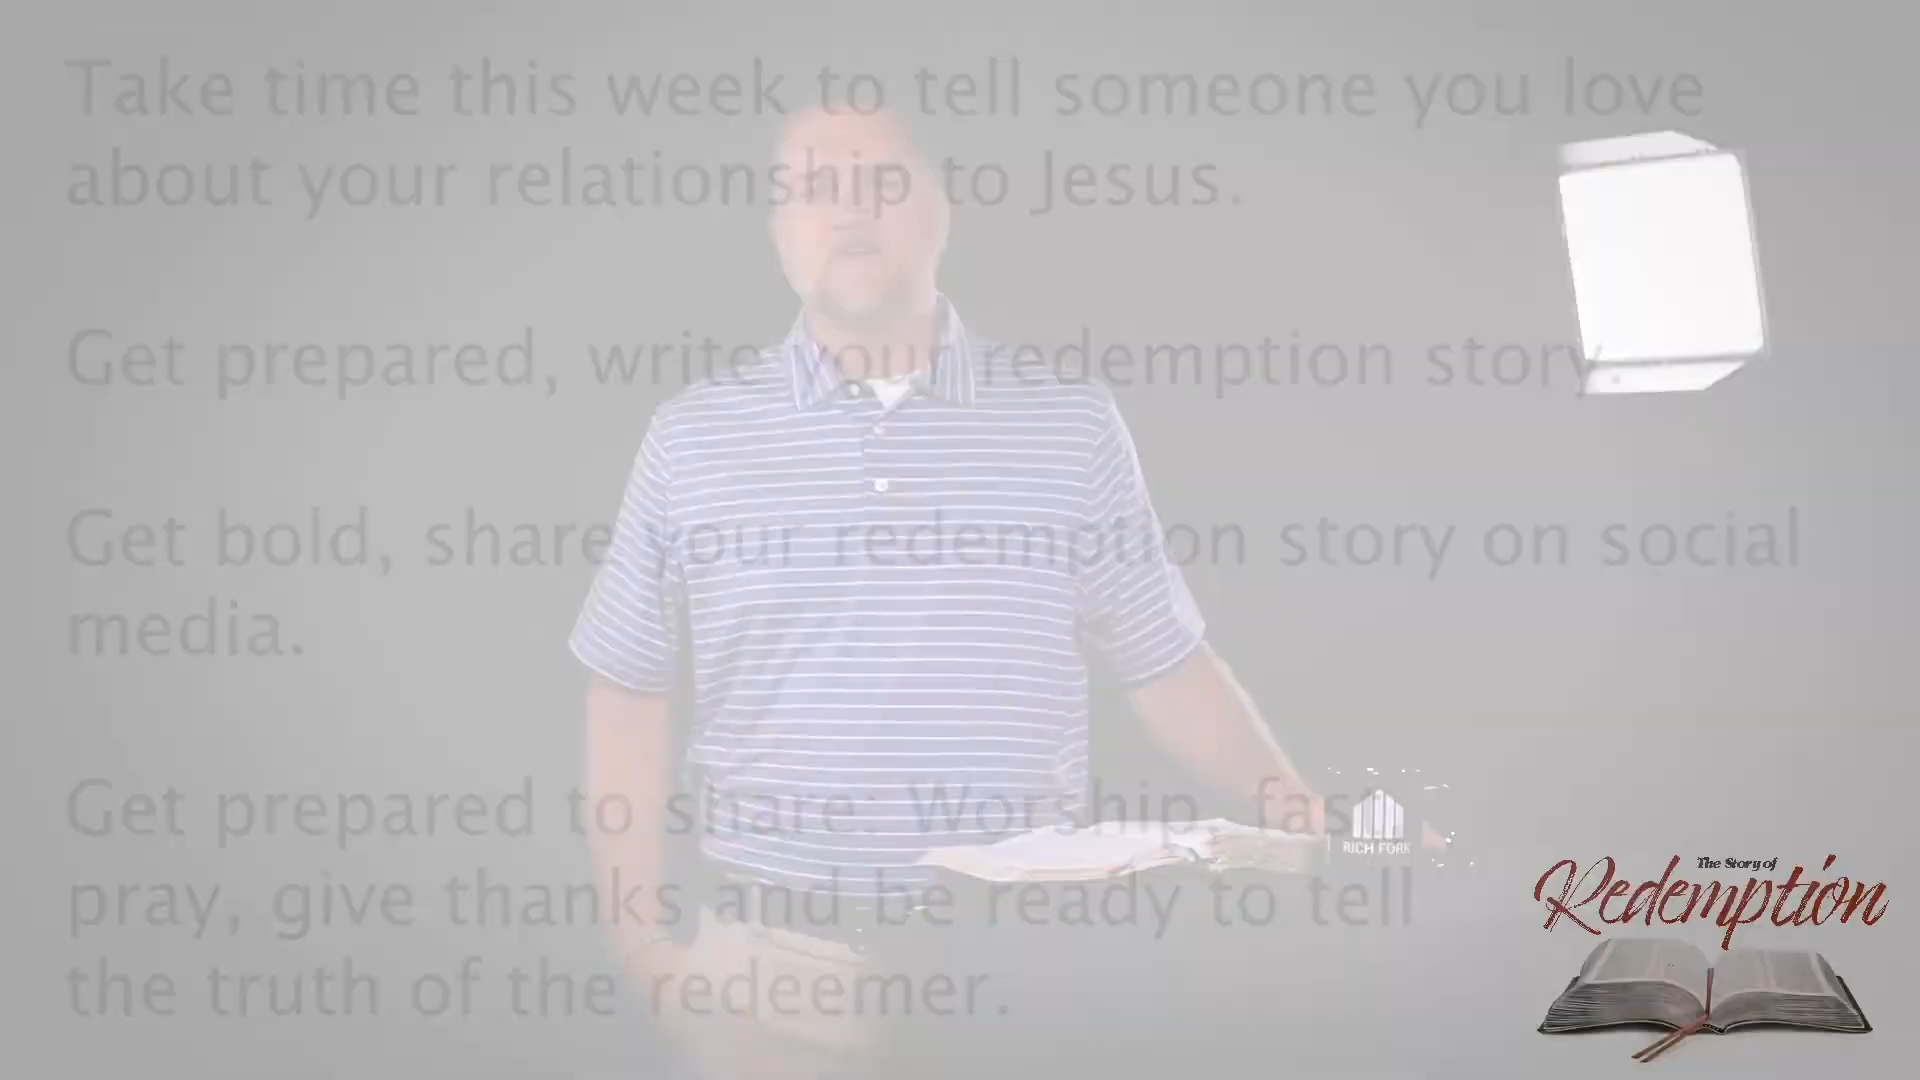 Take time this week to tell someone you love
about your relationship to Jesus.
Get prepared, write your redemption story.
Get bold, share your redemption story on social
media.
Get prepared to share: Worship, fast,
pray, give thanks and be ready to tell
the truth of the redeemer.
RICH FORK
The Story of
Redemption